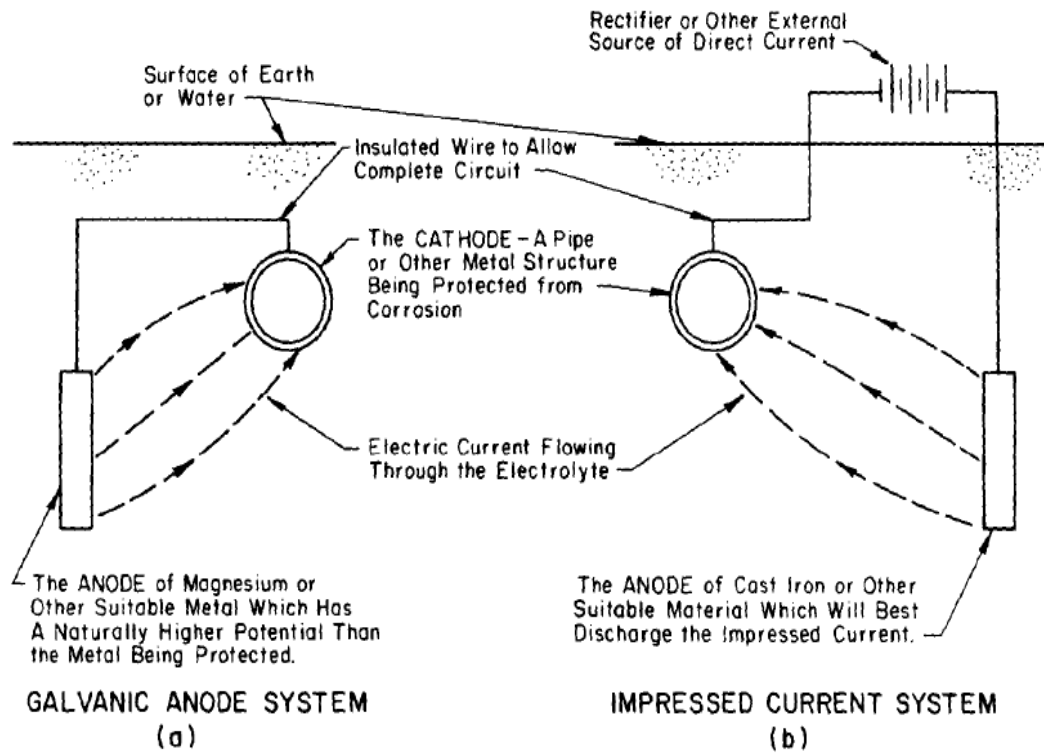 Rectifier or Other External
Source of Direct Current
Surface of Earth
or Water
Insulated Wire to Allow
Complete Circuit
The CATHODE - A Pipe
or Other Metal Structure
Being Protected from
Corrosion
Electric Current Flowing
Through the Electrolyte
The ANODE of Magnesium or
Other Suitable Metal Which Has
A Naturally Higher Potential Than
the Metal Being Protected.
The ANODE of Cast Iron or Other
Suitable Material Which Will Best
Discharge the Impressed Current.
GALVANIC ANODE SYSTEM
(a)
IMPRESSED CURRENT SYSTEM
(b)